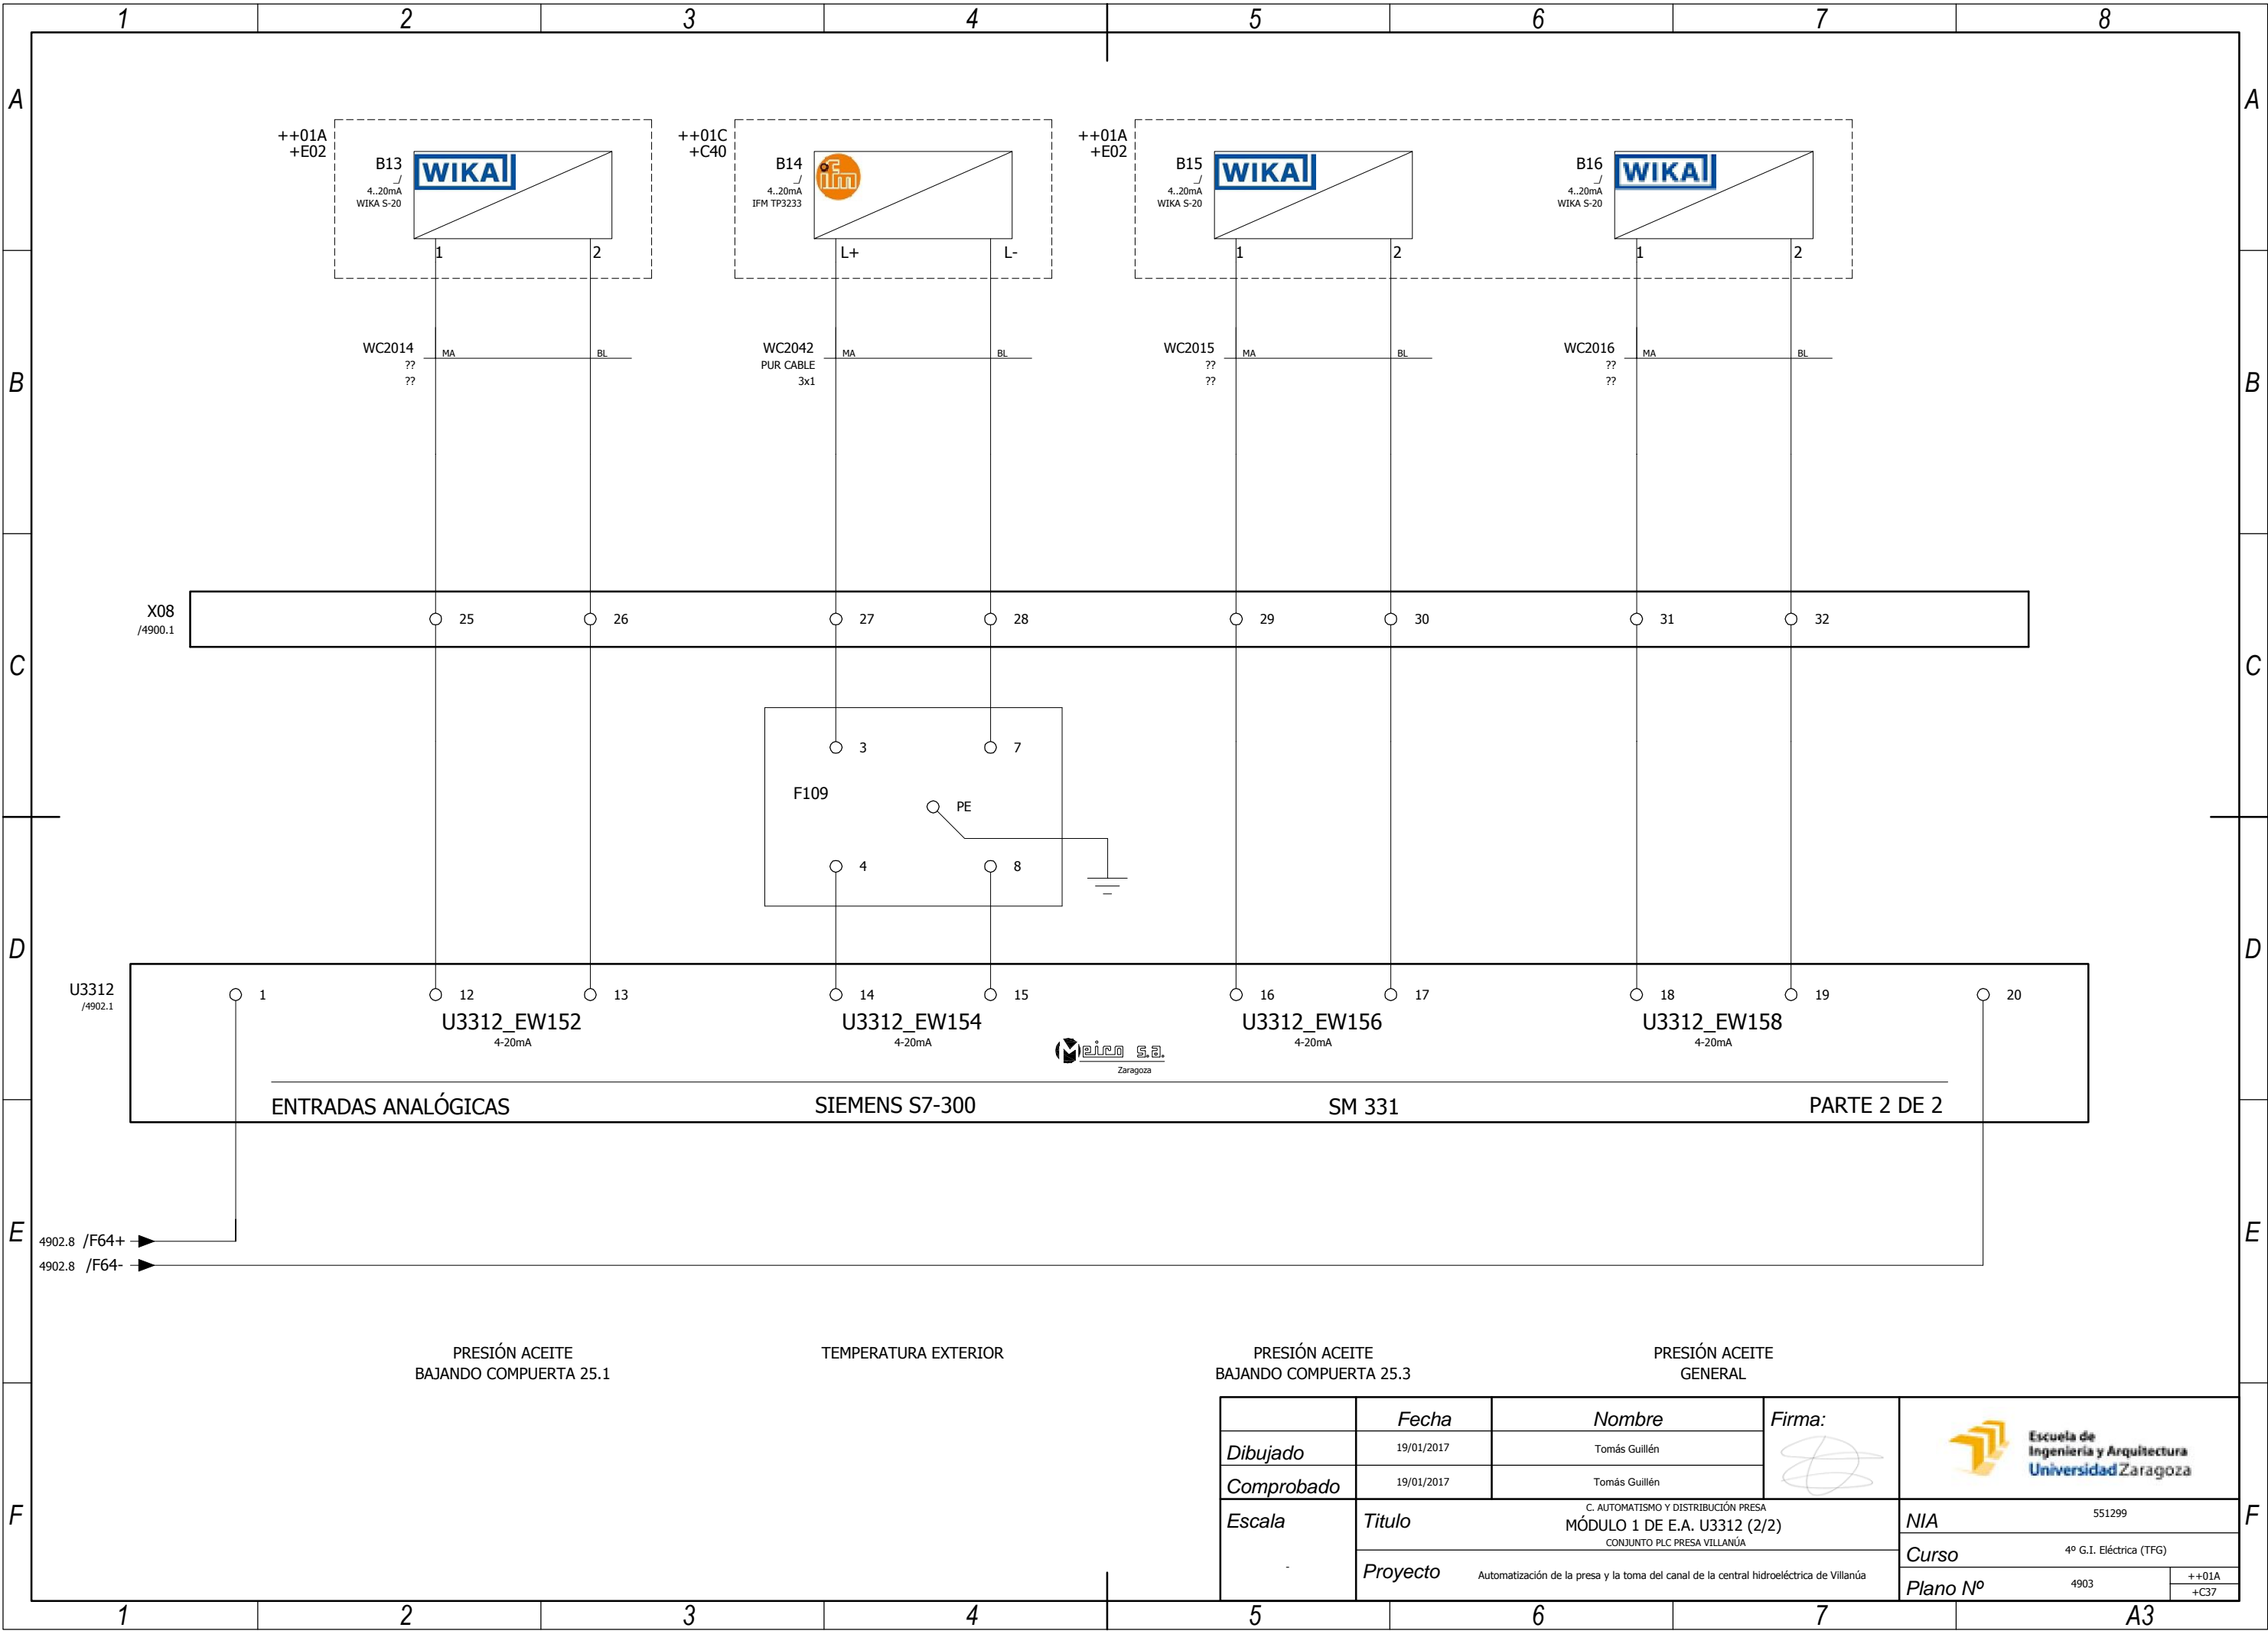 1 2 3 4 5 6 7 8
A A
++01A
+E02
B13
_/
4..20mA
WIKA S-20
WIKAI
1 2
++01C
+C40
B14
_/
4..20mA
IFM TP3233
ifm
L+ L-
++01A
+E02
B15
_/
4..20mA
WIKA S-20
WIKAI
1 2
B16
_/
4..20mA
WIKA S-20
WIKAI
1 2
B B
WC2014
??
??
MA BL
WC2042
PUR CABLE
3x1
MA BL
WC2015
??
??
MA BL
WC2016
??
??
MA BL
X08
/4900.1
25 26 27 28 29 30 31 32
C C
3 7
F109
PE
4 8
D D
U3312
/4902.1
1 12 13 14 15 16 17 18 19 20
U3312_EW152
4-20mA
U3312_EW154
4-20mA
U3312_EW156
4-20mA
U3312_EW158
4-20mA
Meico s.a.
Zaragoza
ENTRADAS ANALÓGICAS SIEMENS S7-300 SM 331 PARTE 2 DE 2
E E
4902.8 /F64+
4902.8 /F64-
PRESIÓN ACEITE
BAJANDO COMPUERTA 25.1
TEMPERATURA EXTERIOR
PRESIÓN ACEITE
BAJANDO COMPUERTA 25.3
PRESIÓN ACEITE
GENERAL
F F
Fecha Nombre Firma:
Dibujado 19/01/2017 Tomás Guillén
Comprobado 19/01/2017 Tomás Guillén
Escuela de
Ingeniería y Arquitectura
Universidad Zaragoza
Escala
-
Titulo
C. AUTOMATISMO Y DISTRIBUCIÓN PRESA
MÓDULO 1 DE E.A. U3312 (2/2)
CONJUNTO PLC PRESA VILLANÚA
Proyecto Automatización de la presa y la toma del canal de la central hidroeléctrica de Villanúa
NIA 551299
Curso 4º G.I. Eléctrica (TFG)
Plano Nº 4903
++01A
+C37
1 2 3 4 5 6 7 A3